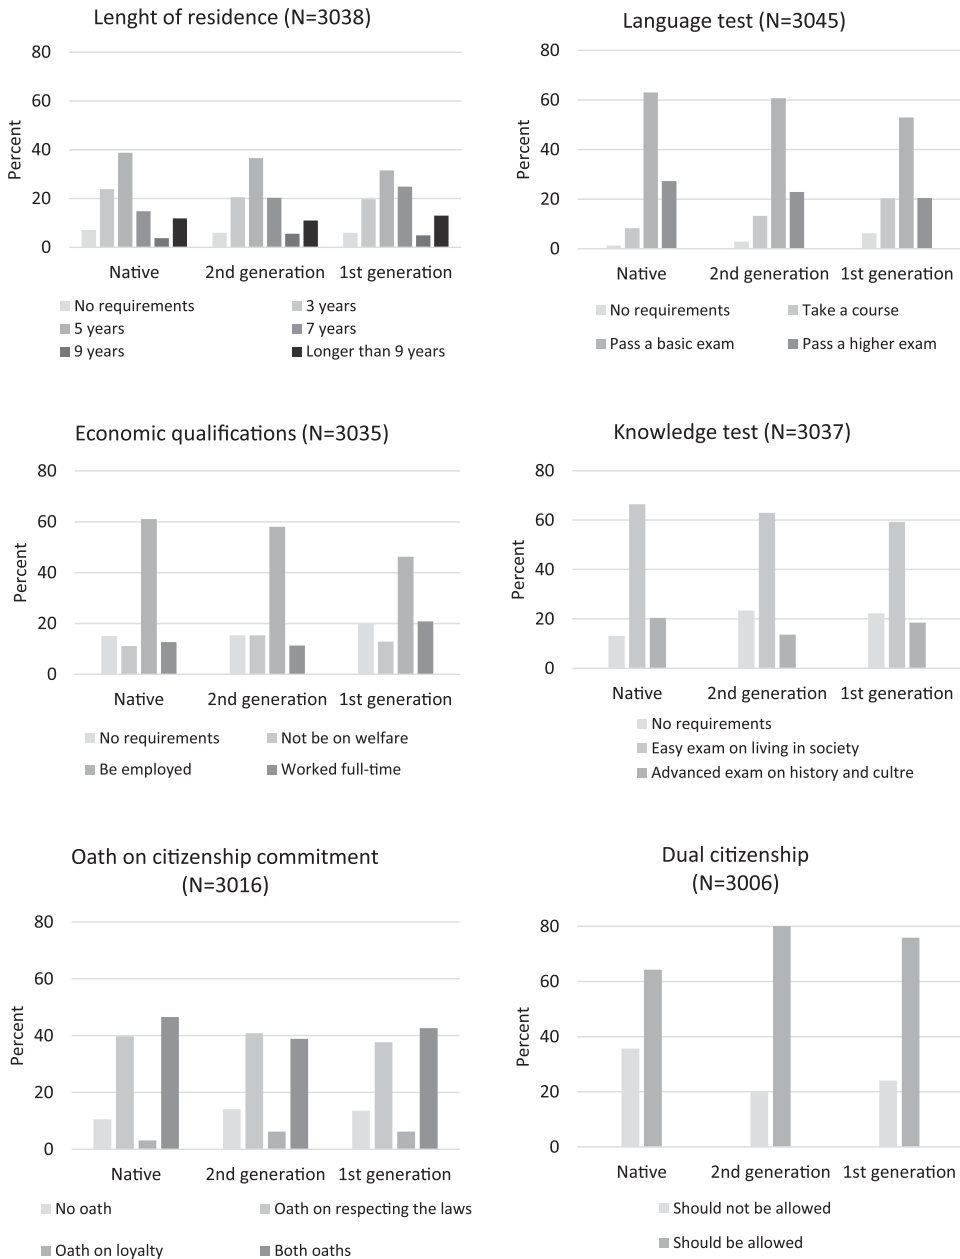 Lenght of residence (N=3038)
80
60
40
20
0
Percent
Native 2nd generation 1st generation
No requirements 3 years
5 years 7 years
9 years Longer than 9 years
Language test (N=3045)
80
60
40
20
0
Percent
Native 2nd generation 1st generation
No requirements Take a course
Pass a basic exam Pass a higher exam
Economic qualifications (N=3035)
80
60
40
20
0
Percent
Native 2nd generation 1st generation
No requirements Not be on welfare
Be employed Worked full-time
Knowledge test (N=3037)
80
60
40
20
0
Percent
Native 2nd generation 1st generation
No requirements
Easy exam on living in society
Advanced exam on history and cultre
Oath on citizenship commitment
(N=3016)
80
60
40
20
0
Percent
Native 2nd generation 1st generation
No oath Oath on respecting the laws
Oath on loyalty Both oaths
Dual citizenship
(N=3006)
80
60
40
20
0
Percent
Native 2nd generation 1st generation
Should not be allowed
Should be allowed